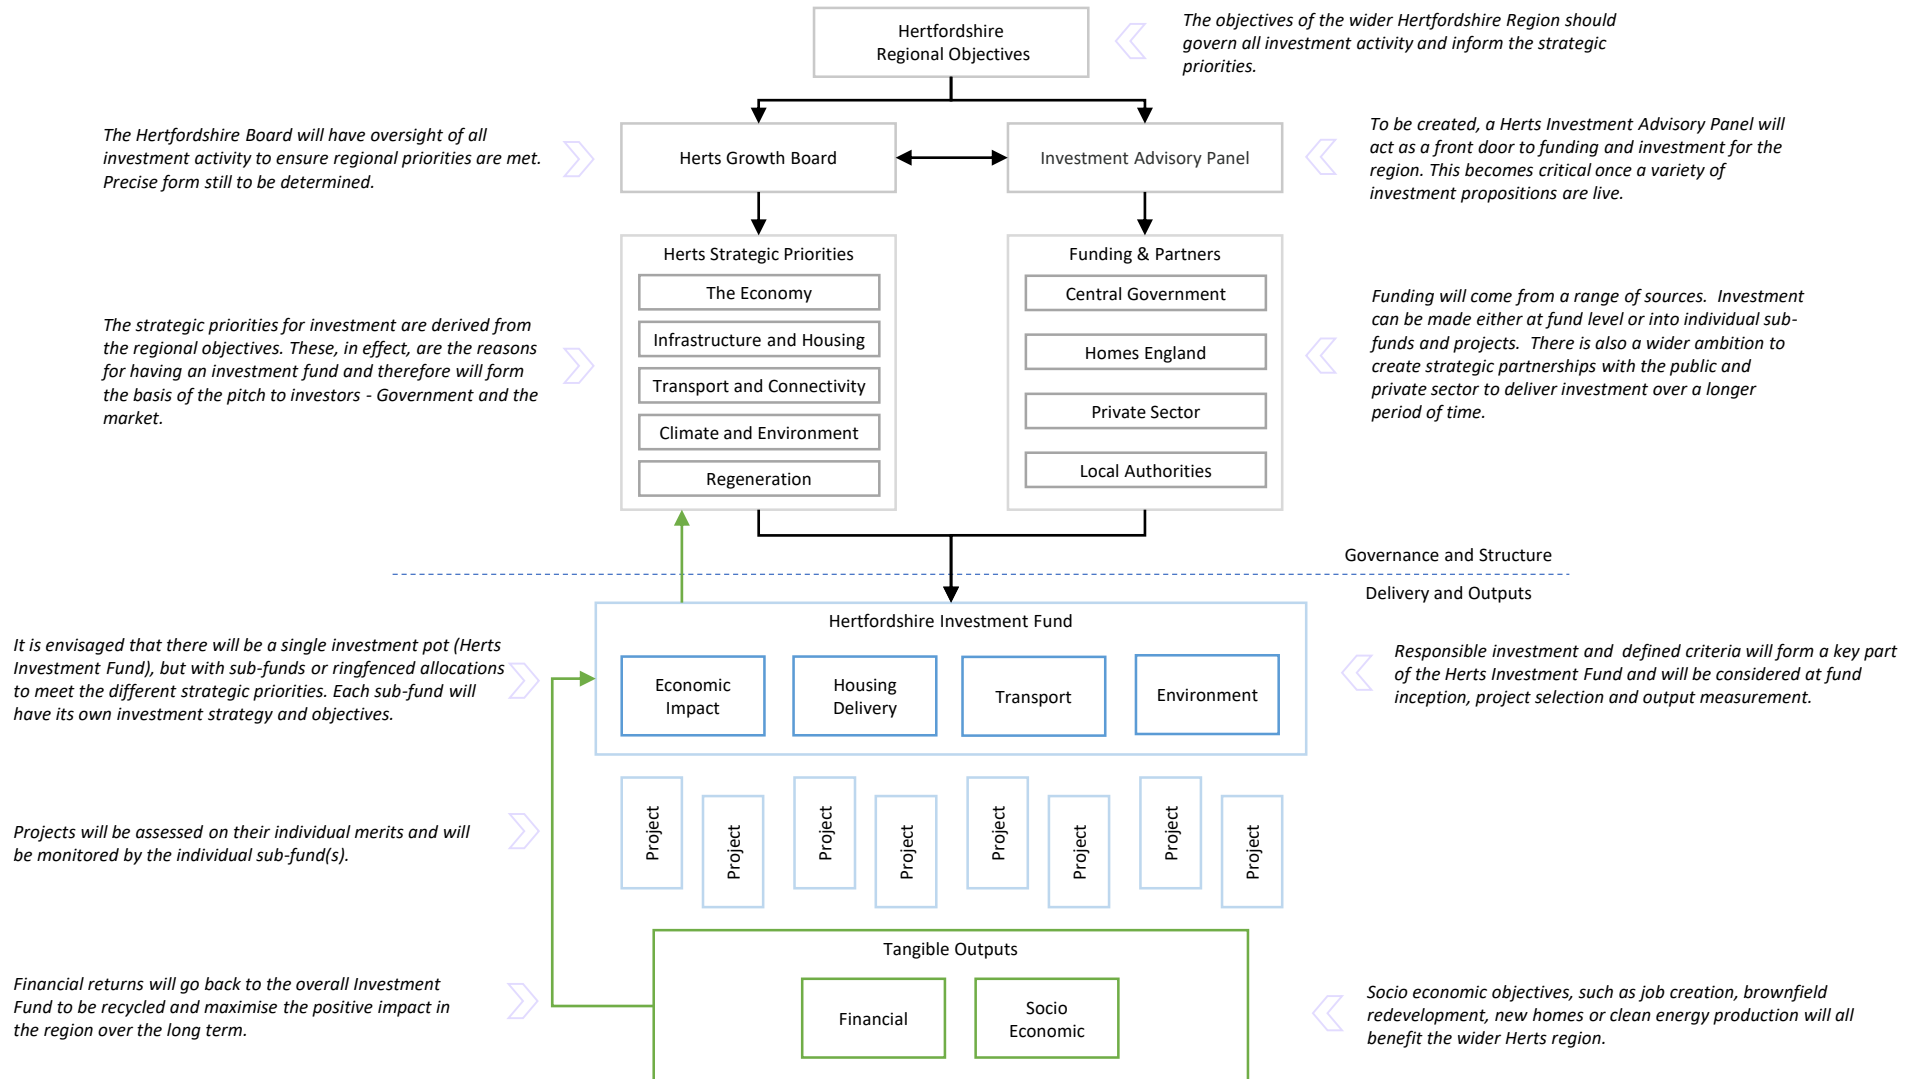 Hertfordshire
Regional Objectives
The objectives of the wider Hertfordshire Region should
govern all investment activity and inform the strategic
priorities.
The Hertfordshire Board will have oversight of all
investment activity to ensure regional priorities are met.
Precise form still to be determined.
Herts Growth Board
Investment Advisory Panel
To be created, a Herts Investment Advisory Panel will
act as a front door to funding and investment for the
region. This becomes critical once a variety of
investment propositions are live.
The strategic priorities for investment are derived from
the regional objectives. These, in effect, are the reasons
for having an investment fund and therefore will form
the basis of the pitch to investors - Government and the
market.
Herts Strategic Priorities
The Economy
Infrastructure and Housing
Transport and Connectivity
Climate and Environment
Regeneration
Funding & Partners
Central Government
Homes England
Private Sector
Local Authorities
Funding will come from a range of sources.  Investment
can be made either at fund level or into individual sub-
funds and projects.  There is also a wider ambition to
create strategic partnerships with the public and
private sector to deliver investment over a longer
period of time.
Governance and Structure
Delivery and Outputs
It is envisaged that there will be a single investment pot (Herts
Investment Fund), but with sub-funds or ringfenced allocations
to meet the different strategic priorities. Each sub-fund will
have its own investment strategy and objectives.
Hertfordshire Investment Fund
Economic
Impact
Housing
Delivery
Transport
Environment
Responsible investment and  defined criteria will form a key part
of the Herts Investment Fund and will be considered at fund
inception, project selection and output measurement.
Projects will be assessed on their individual merits and will
be monitored by the individual sub-fund(s).
Project
Project
Project
Project
Project
Project
Project
Project
Financial returns will go back to the overall Investment
Fund to be recycled and maximise the positive impact in
the region over the long term.
Tangible Outputs
Financial
Socio
Economic
Socio economic objectives, such as job creation, brownfield
redevelopment, new homes or clean energy production will all
benefit the wider Herts region.